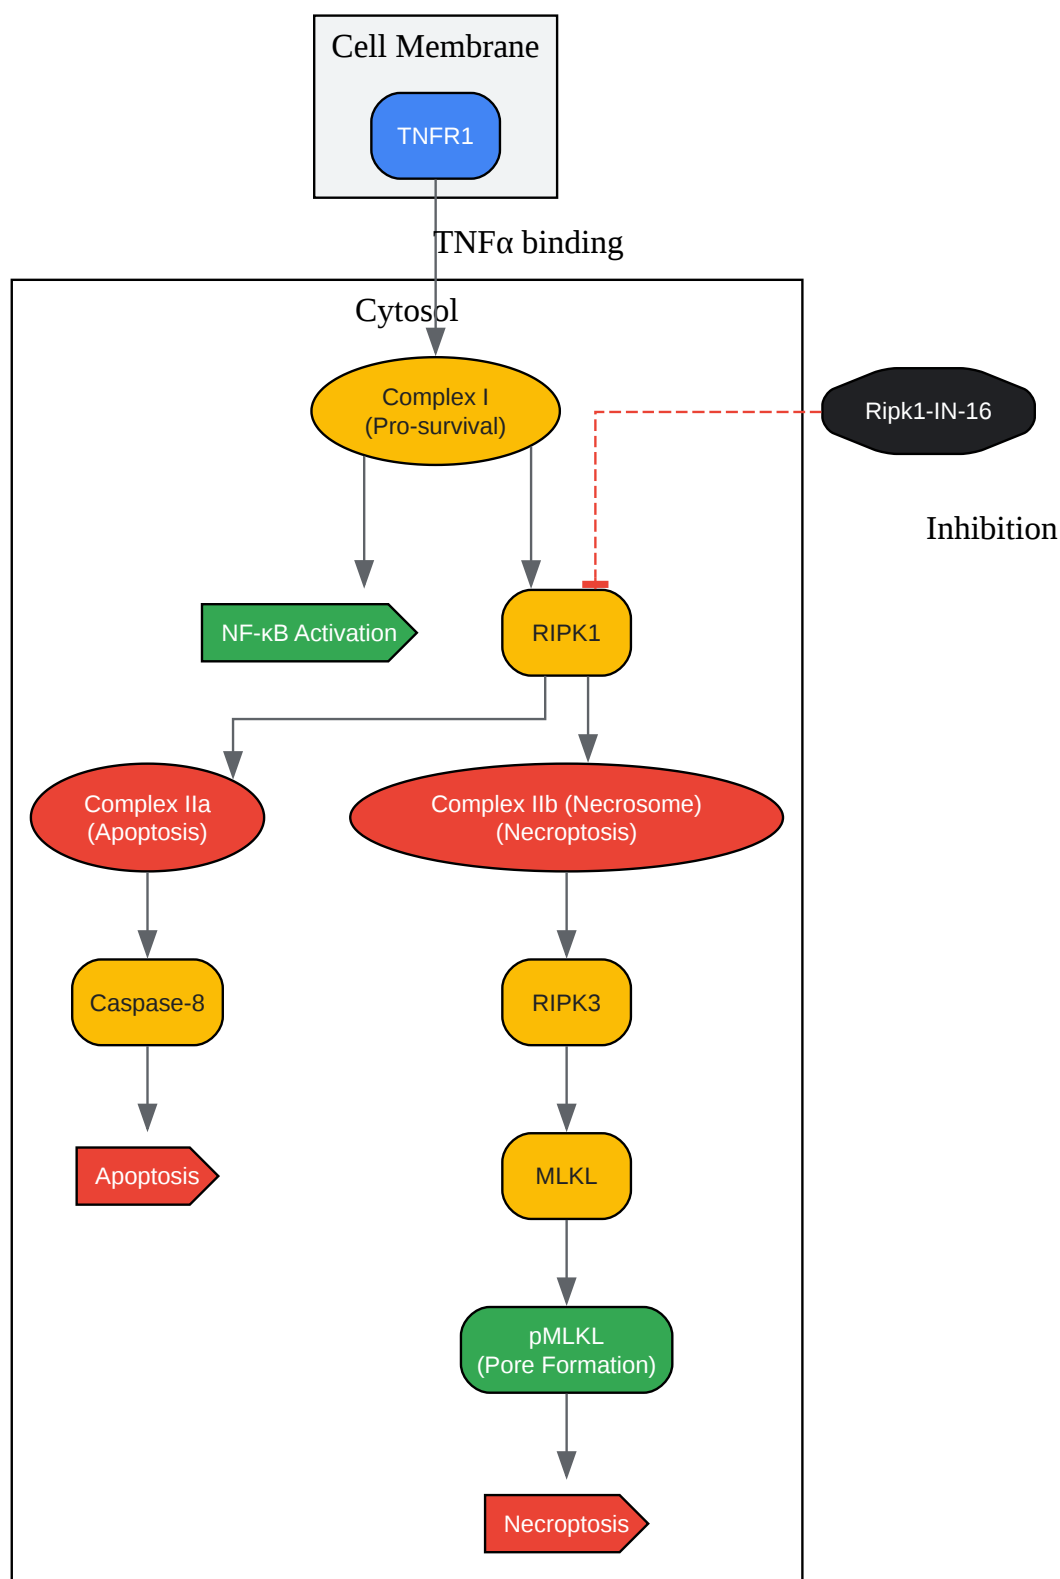 Cell Membrane
TNFR1
TNFα binding
Cytosol
Complex I
(Pro-survival)
Ripk1-IN-16
Inhibition
NF-κB Activation
RIPK1
Complex IIa
(Apoptosis)
Complex IIb (Necrosome)
(Necroptosis)
Caspase-8
RIPK3
Apoptosis
MLKL
pMLKL
(Pore Formation)
Necroptosis